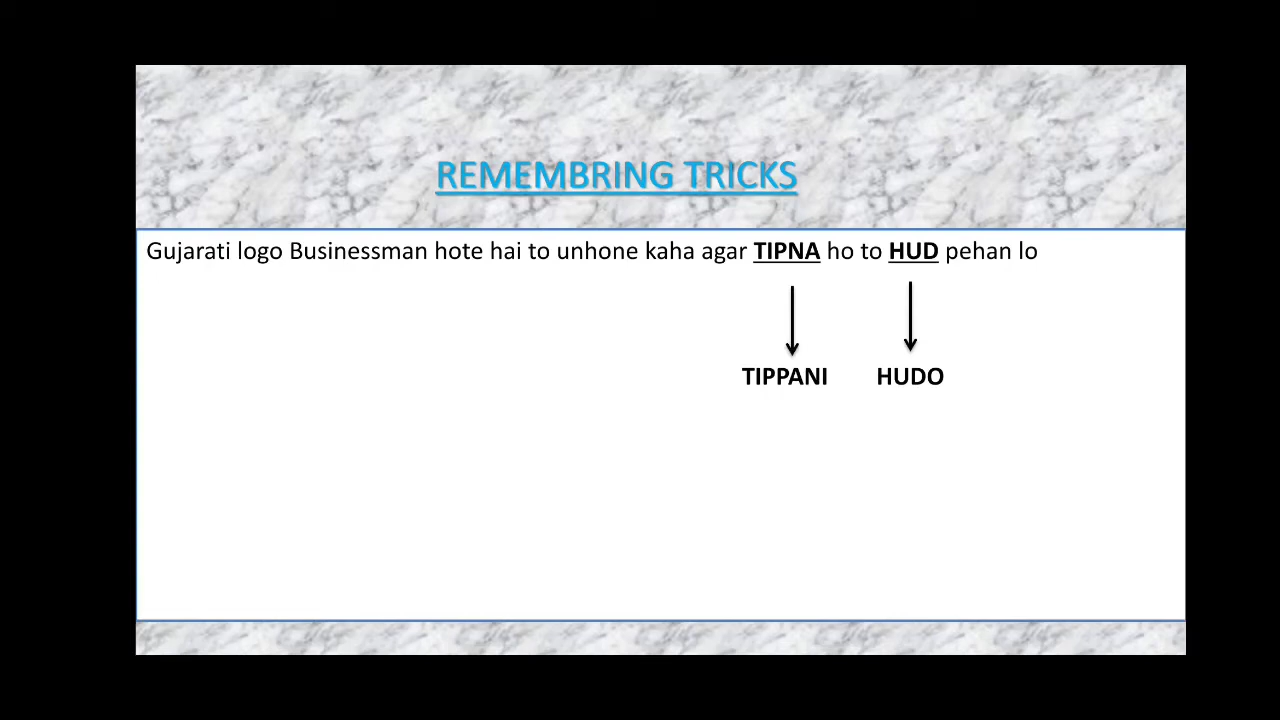 REMEMBRING TRICKS
Gujarati logo Businessman hote hai to unhone kaha agar TIPNA ho to HUD pehan lo
TIPPANI HUDO